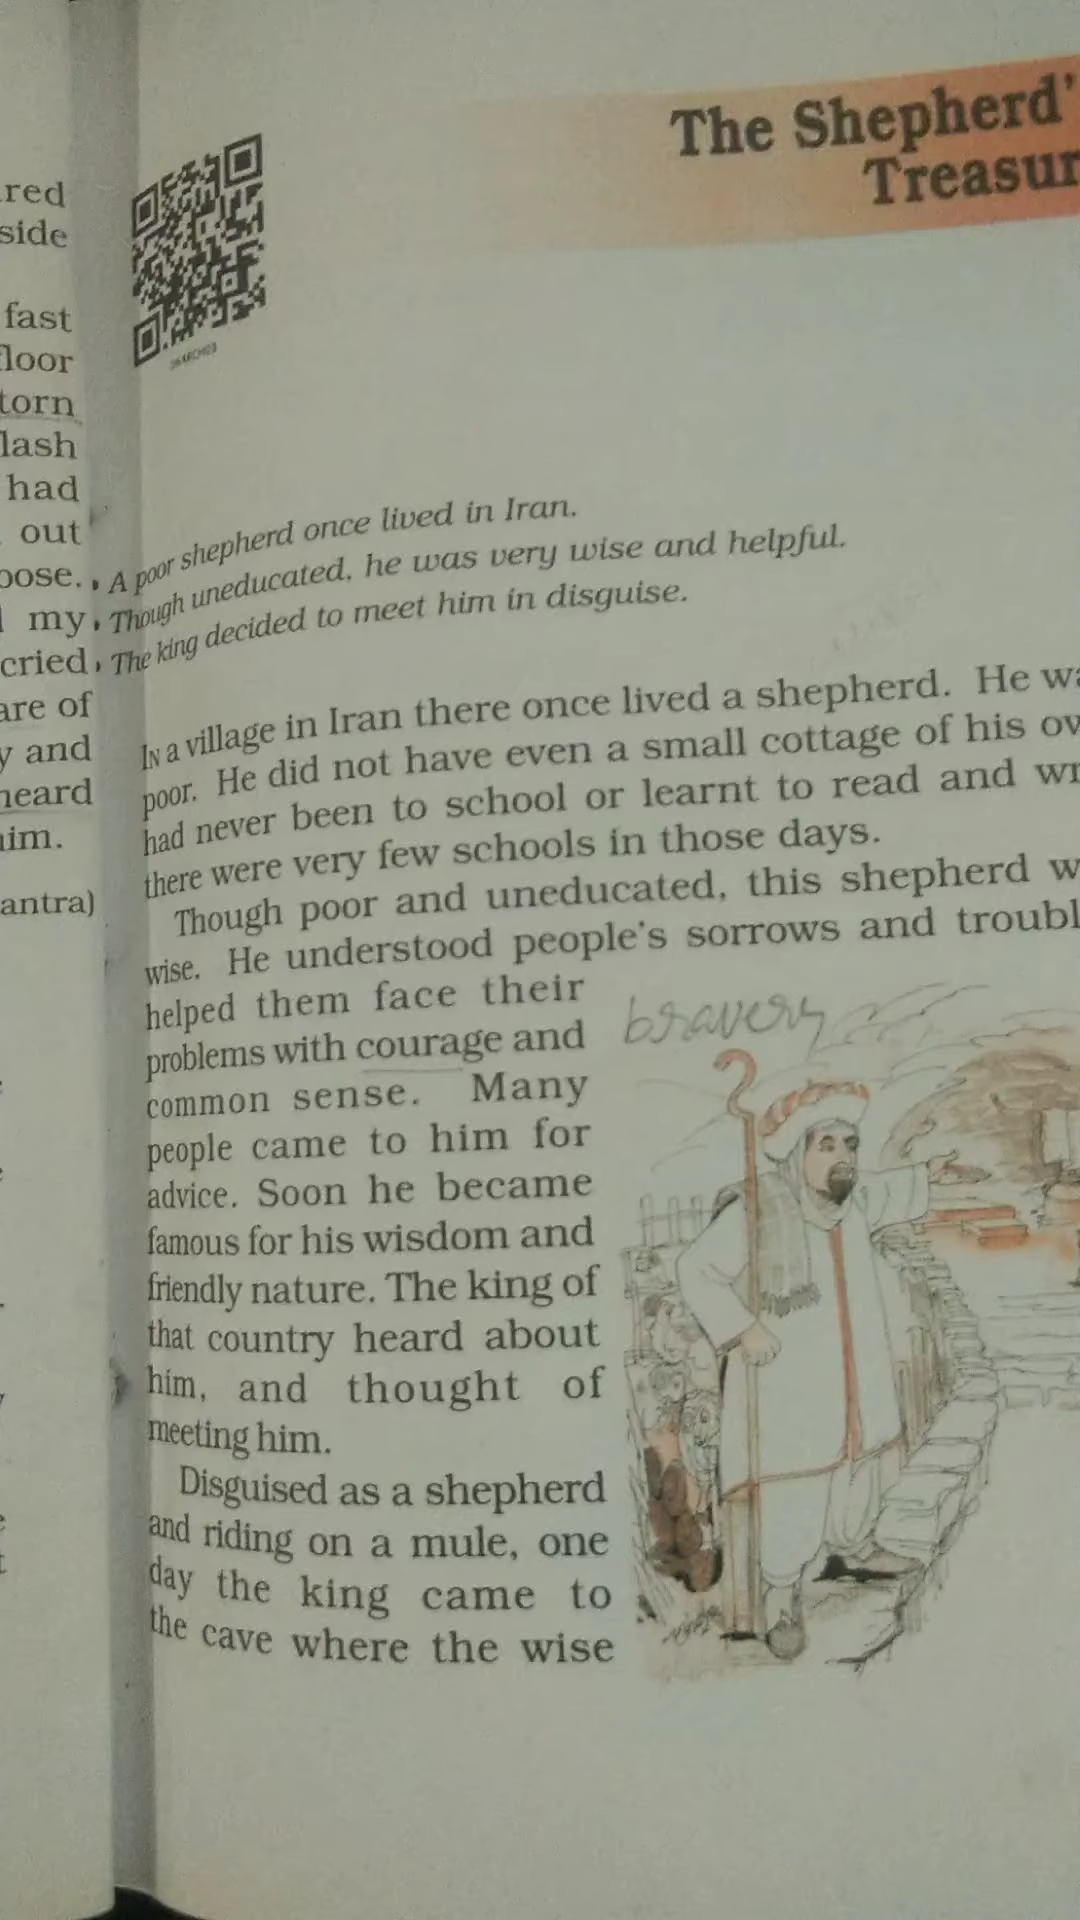 red
side
fast
floor
torn
lash
had
out
my
cried
are of
and
heard
him.
antra)
The Shepherd'
Treasur
A poor shepherd once lived in Iran.
Though uneducated, he was very wise and helpful.
The king decided to meet him in disguise.
IN a village in Iran there once lived a shepherd. He wa
poor. He did not have even a small cottage of his ow
had never been to school or learnt to read and wr
there were very few schools in those days.
Though poor and uneducated, this shepherd w
wise. He understood people's sorrows and troubl
helped them face their
problems with courage and
common sense. Many
people came to him for
advice. Soon he became
famous for his wisdom and
friendly nature. The king of
that country heard about
him, and thought of
meeting him.
Disguised as a shepherd
and riding on a mule, one
day the king came to
the cave where the wise
bravery